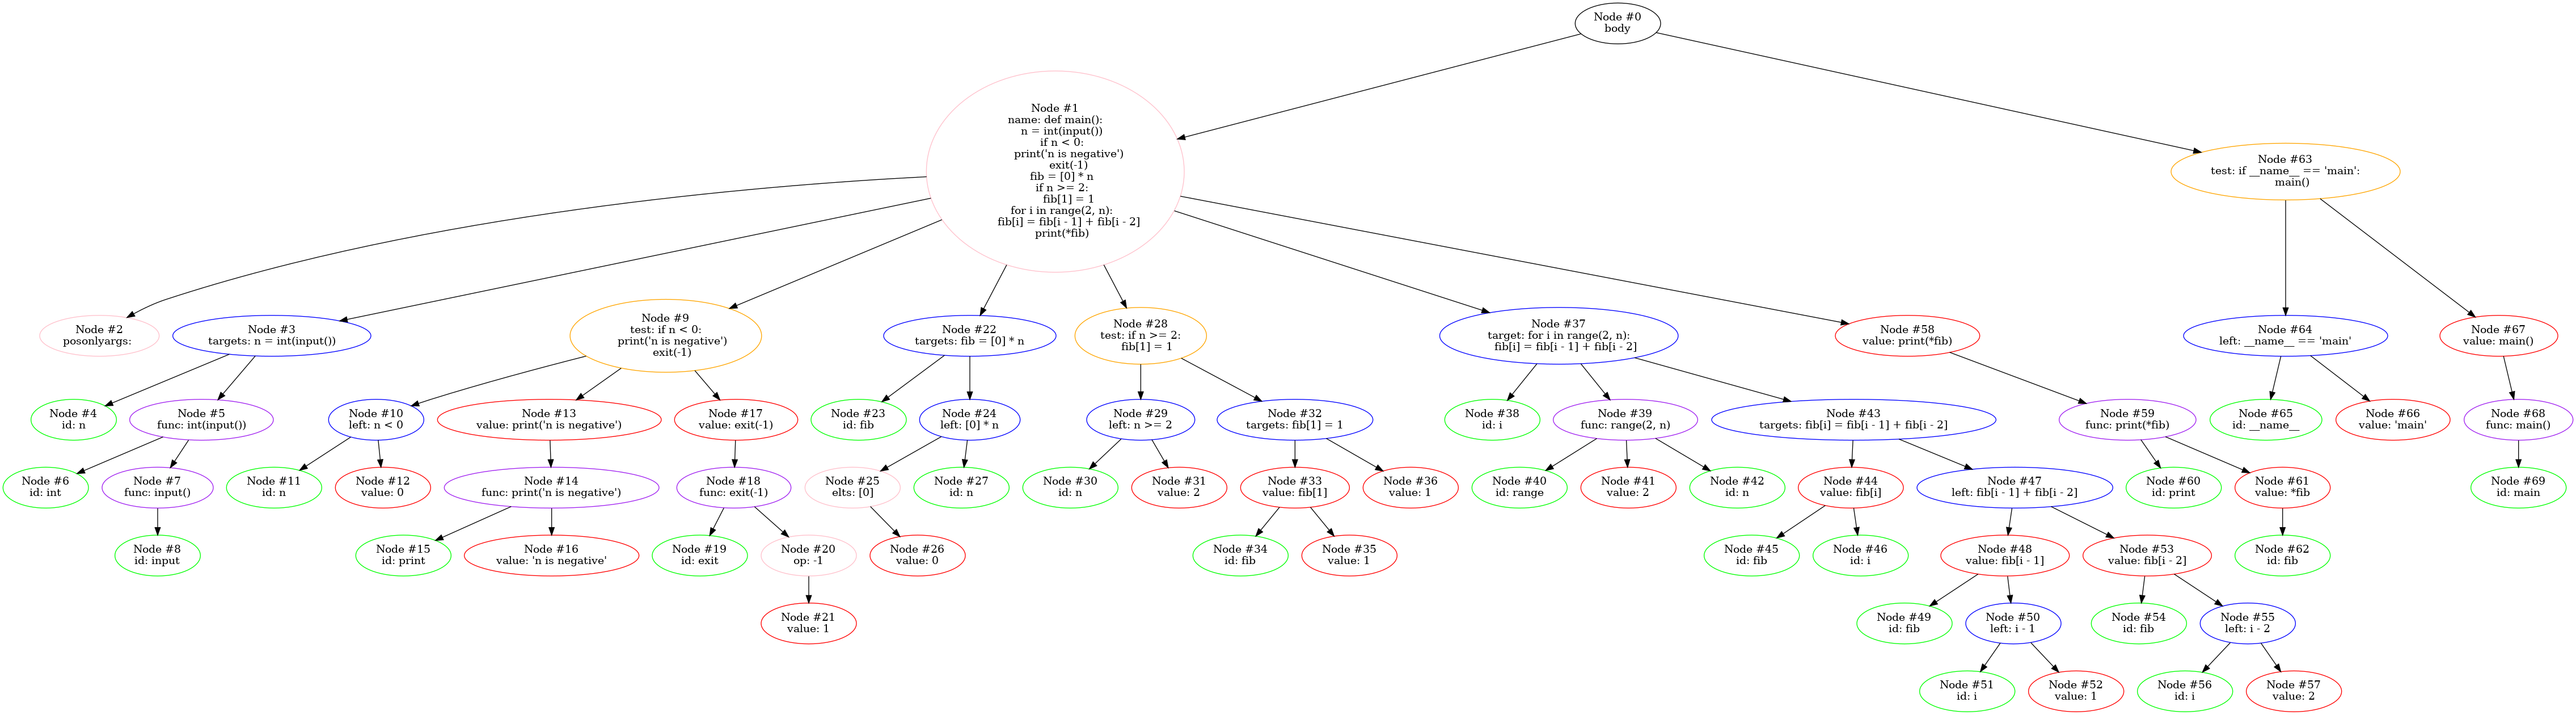 Node #0
body
Node #1
name: def main():
n = int(input())
if n < 0:
print('n is negative')
exit(-1)
fib = [0] * n
if n >= 2:
fib[1] = 1
for i in range(2, n):
fib[i] = fib[i - 1] + fib[i - 2]
print(*fib)
Node #63
test: if __name__ == 'main':
main()
Node #2
posonlyargs:
Node #3
targets: n = int(input())
Node #9
test: if n < 0:
print('n is negative')
exit(-1)
Node #22
targets: fib = [0] * n
Node #28
test: if n >= 2:
fib[1] = 1
Node #37
target: for i in range(2, n):
fib[i] = fib[i - 1] + fib[i - 2]
Node #58
value: print(*fib)
Node #64
left: __name__ == 'main'
Node #67
value: main()
Node #4
id: n
Node #5
func: int(input())
Node #10
left: n < 0
Node #13
value: print('n is negative')
Node #17
value: exit(-1)
Node #23
id: fib
Node #24
left: [0] * n
Node #29
left: n >= 2
Node #32
targets: fib[1] = 1
Node #38
id: i
Node #39
func: range(2, n)
Node #43
targets: fib[i] = fib[i - 1] + fib[i - 2]
Node #59
func: print(*fib)
Node #65
id: __name__
Node #66
value: 'main'
Node #68
func: main()
Node #6
id: int
Node #7
func: input()
Node #11
id: n
Node #12
value: 0
Node #14
func: print('n is negative')
Node #18
func: exit(-1)
Node #25
elts: [0]
Node #27
id: n
Node #30
id: n
Node #31
value: 2
Node #33
value: fib[1]
Node #36
value: 1
Node #40
id: range
Node #41
value: 2
Node #42
id: n
Node #44
value: fib[i]
Node #47
left: fib[i - 1] + fib[i - 2]
Node #60
id: print
Node #61
value: *fib
Node #69
id: main
Node #8
id: input
Node #15
id: print
Node #16
value: 'n is negative'
Node #19
id: exit
Node #20
op: -1
Node #26
value: 0
Node #34
id: fib
Node #35
value: 1
Node #45
id: fib
Node #46
id: i
Node #48
value: fib[i - 1]
Node #53
value: fib[i - 2]
Node #62
id: fib
Node #21
value: 1
Node #49
id: fib
Node #50
left: i - 1
Node #54
id: fib
Node #55
left: i - 2
Node #51
id: i
Node #52
value: 1
Node #56
id: i
Node #57
value: 2